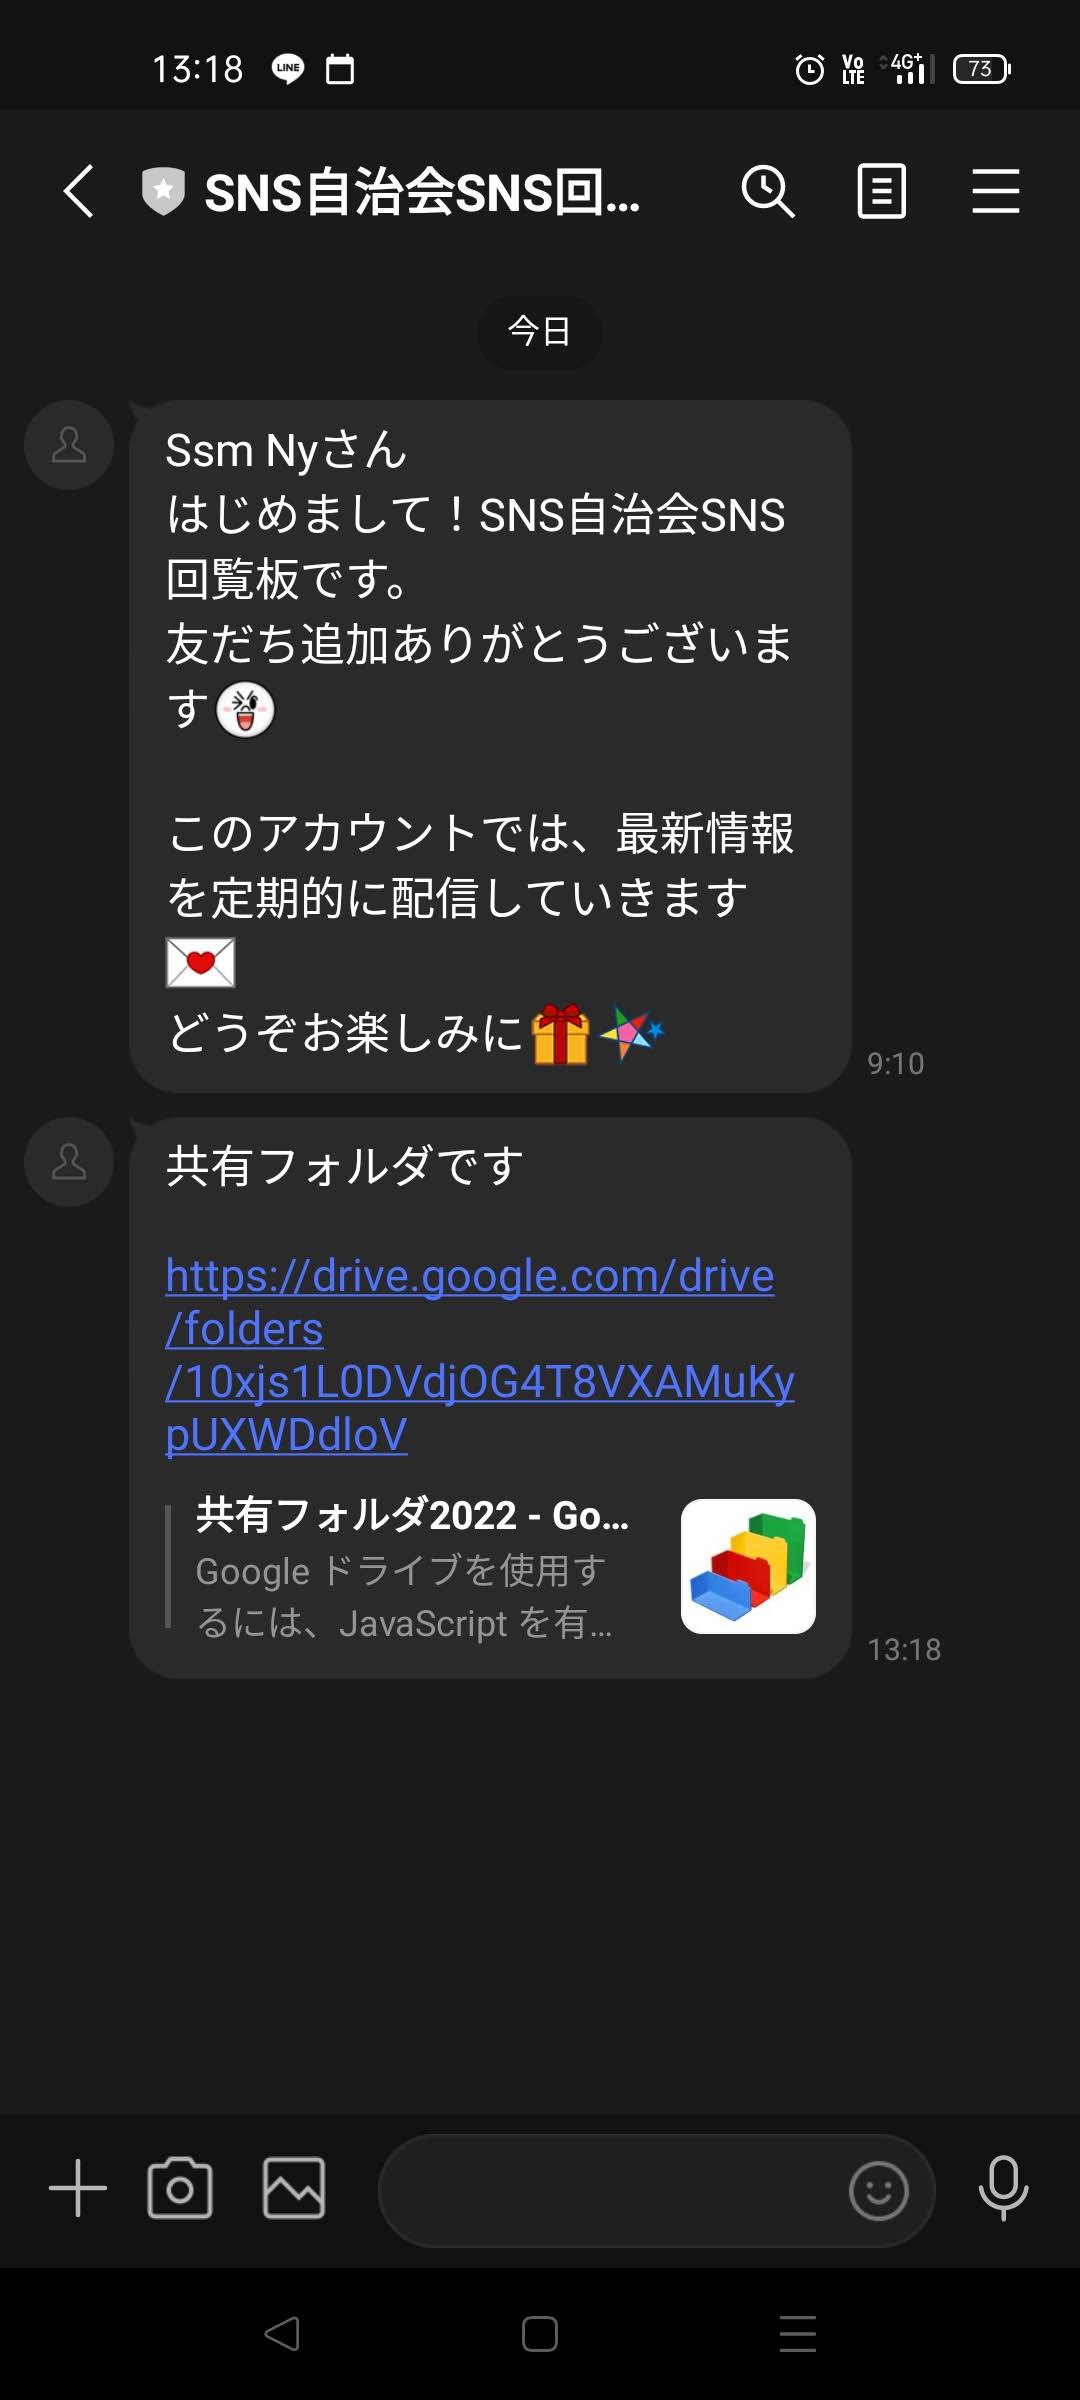 13:18
LINE
Vo
LTE
4G+
73
SNS自治会SNS回...
今日
Ssm Nyさん
はじめまして！SNS自治会SNS
回覧板です。
友だち追加ありがとうございま
す
このアカウントでは、最新情報
を定期的に配信していきます
どうぞお楽しみに
9:10
共有フォルダです
https://drive.google.com/drive
/folders
/10xjs1L0DVdjOG4T8VXAMuKy
pUXWDdloV
共有フォルダ2022 - Go...
Google ドライブを使用す
るには、JavaScript を有...
13:18